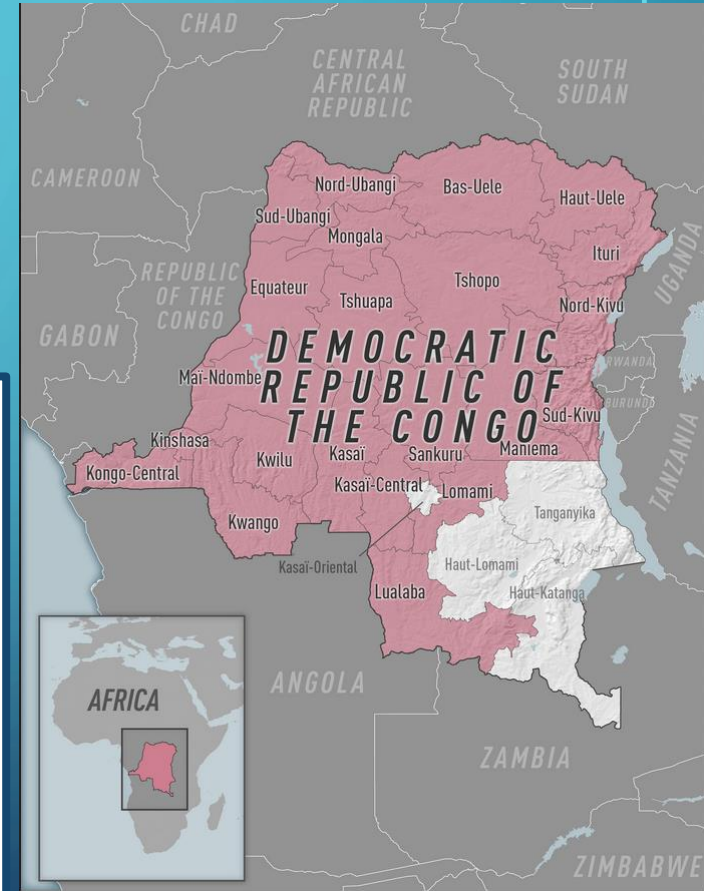 CHAD
CENTRAL
AFRICAN
REPUBLIC
SOUTH
SUDAN
CAMEROON
Nord-Ubangi
Bas-Uele
Haut-Uele
Sud-Ubangi
Mongala
Ituri
UGANDA
REPUBLIC
OF THE
CONGO
Equateur
Tshuapa
Tshopo
Nord-Kivu
GABON
DEMOCRATIC
REPUBLIC OF
THE CONGO
RWANDA
Maï-Ndombe
BURUNDI
Sud-Kivu
Kinshasa
Kwilu
Kasaï
Sankuru
Maniema
TANZANIA
Kongo-Central
Kasaï-Central
Lomami
Kwango
Tanganyika
Kasaï-Oriental
Haut-Lomami
Lualaba
Haut-Katanga
ANGOLA
AFRICA
ZAMBIA
ZIMBABWE